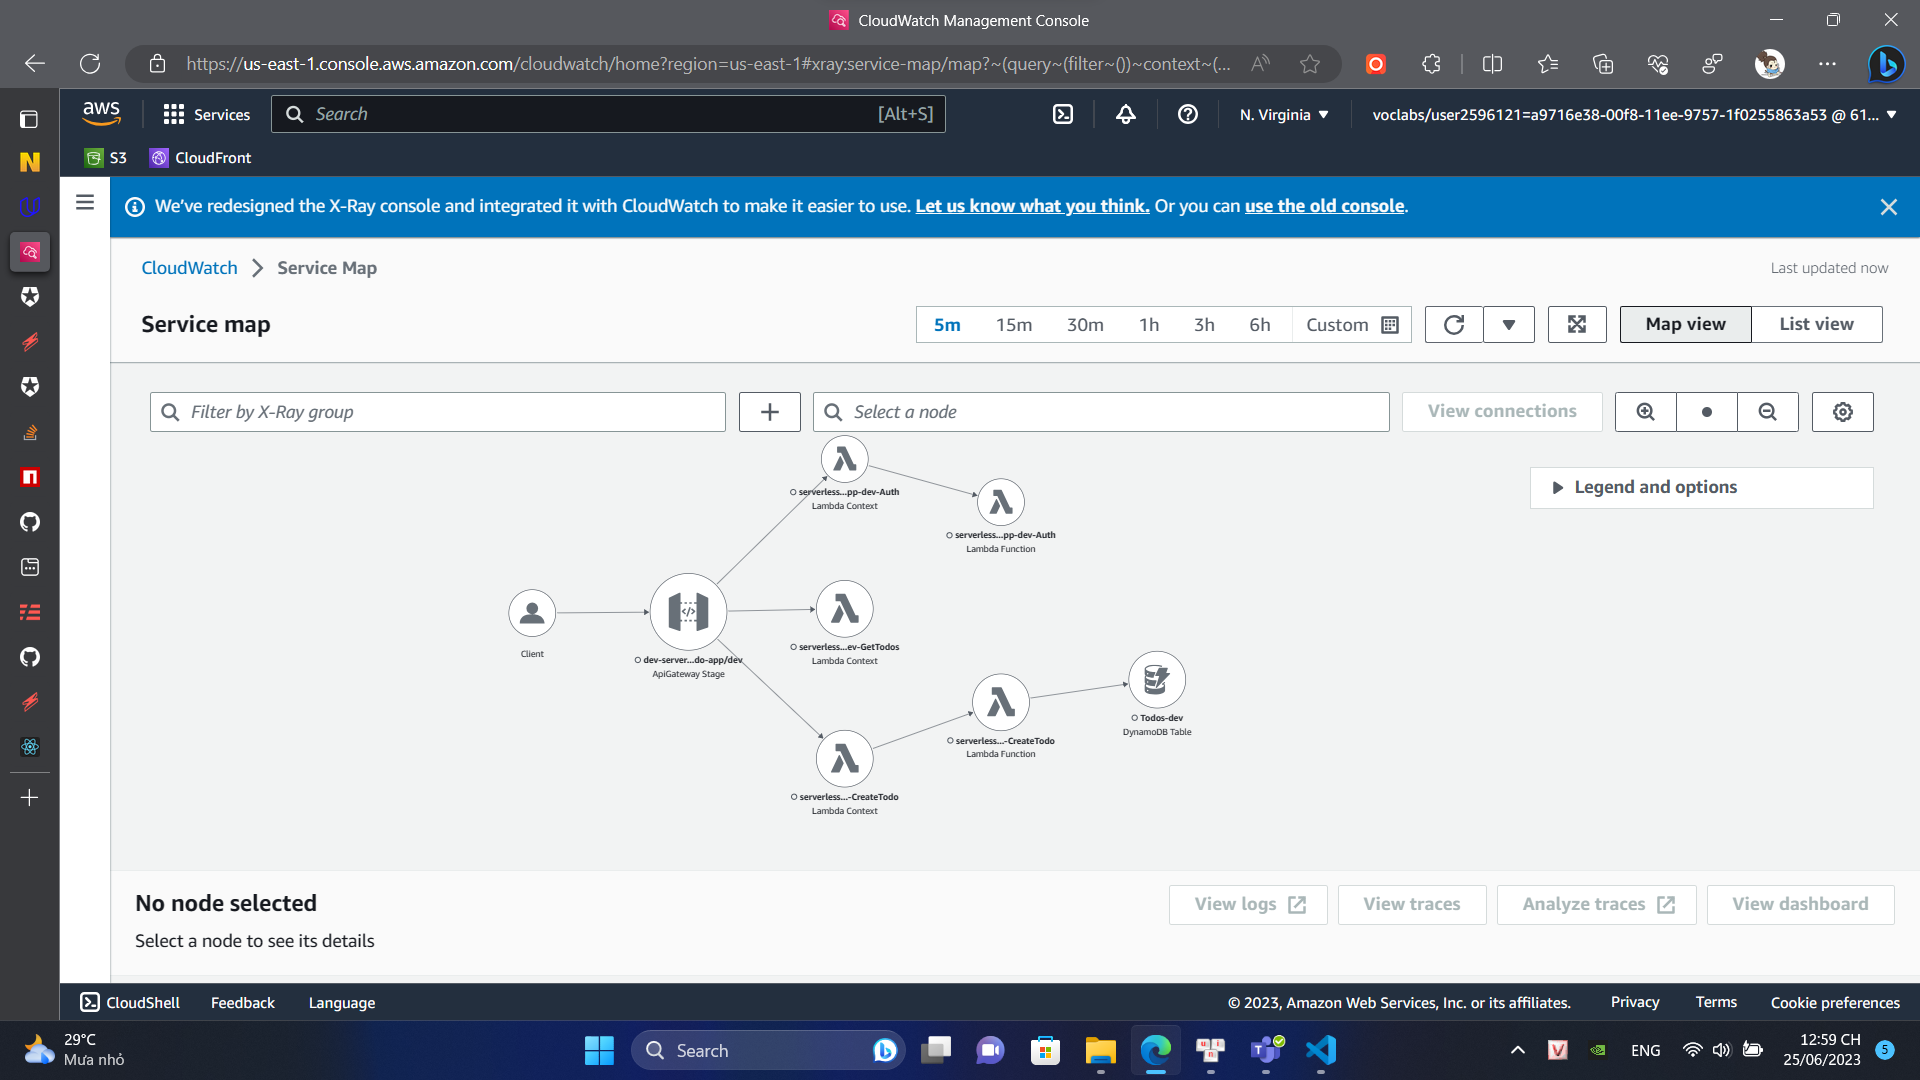 CloudWatch Management Console
https://us-east-1.console.aws.amazon.com/cloudwatch/home?region=us-east-1#xray:service-map/map?~(query~(filter~())~context~(...
aws
Services
Search
[Alt+S]
N. Virginia
voclabs/user2596121=a9716e38-00f8-11ee-9757-1f0255863a53 @ 61...
S3
CloudFront
We've redesigned the X-Ray console and integrated it with CloudWatch to make it easier to use. Let us know what you think. Or you can use the old console.
CloudWatch
Service Map
Last updated now
Service map
5m
15m
30m
1h
3h
6h
Custom
Map view
List view
Filter by X-Ray group
Select a node
View connections
Legend and options
serverless...pp-dev-Auth
Lambda Context
serverless...pp-dev-Auth
Lambda Function
Client
dev-server...do-app/dev
ApiGateway Stage
serverless...ev-GetTodos
Lambda Context
serverless...-CreateTodo
Lambda Function
Todos-dev
DynamoDB Table
serverless...-CreateTodo
Lambda Context
No node selected
Select a node to see its details
View logs
View traces
Analyze traces
View dashboard
CloudShell
Feedback
Language
© 2023, Amazon Web Services, Inc. or its affiliates.
Privacy
Terms
Cookie preferences
29°C
Mưa nhỏ
Search
ENG
12:59 CH
25/06/2023
5